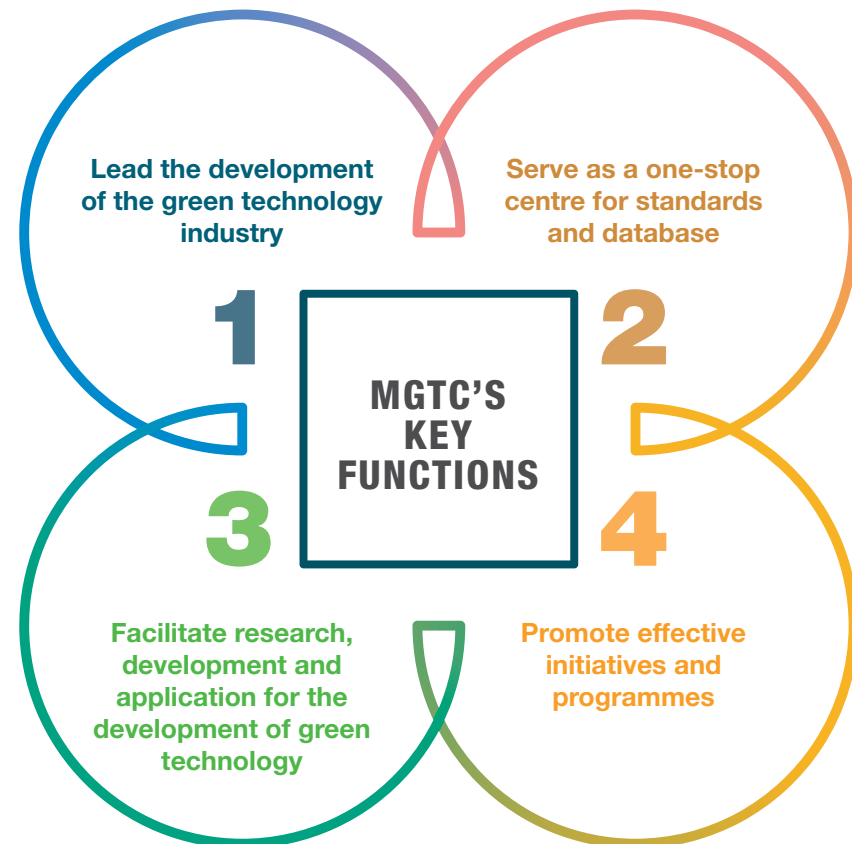 Lead the development
of the green technology
industry
1
Serve as a one-stop
centre for standards
and database
2
MGTC'S
KEY
FUNCTIONS
3
Facilitate research,
development and
application for the
development of green
technology
4
Promote effective
initiatives and
programmes